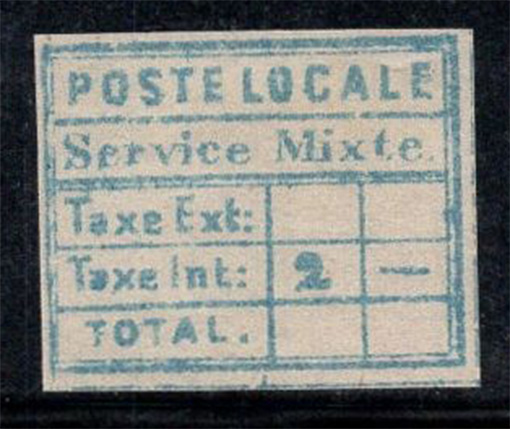 POSTE LOCALE
Service Mixte.
Taxe Ext:
Taxe Int: 2 —
TOTAL.